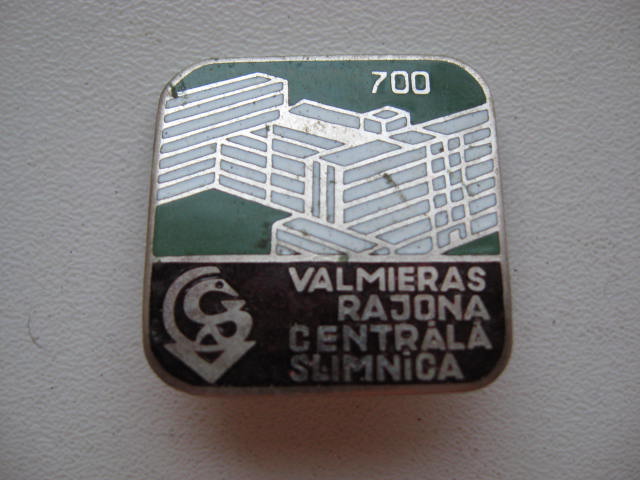 700
VALMIERAS
RAJONA
CENTRĀLĀ
SLIMNĪCA